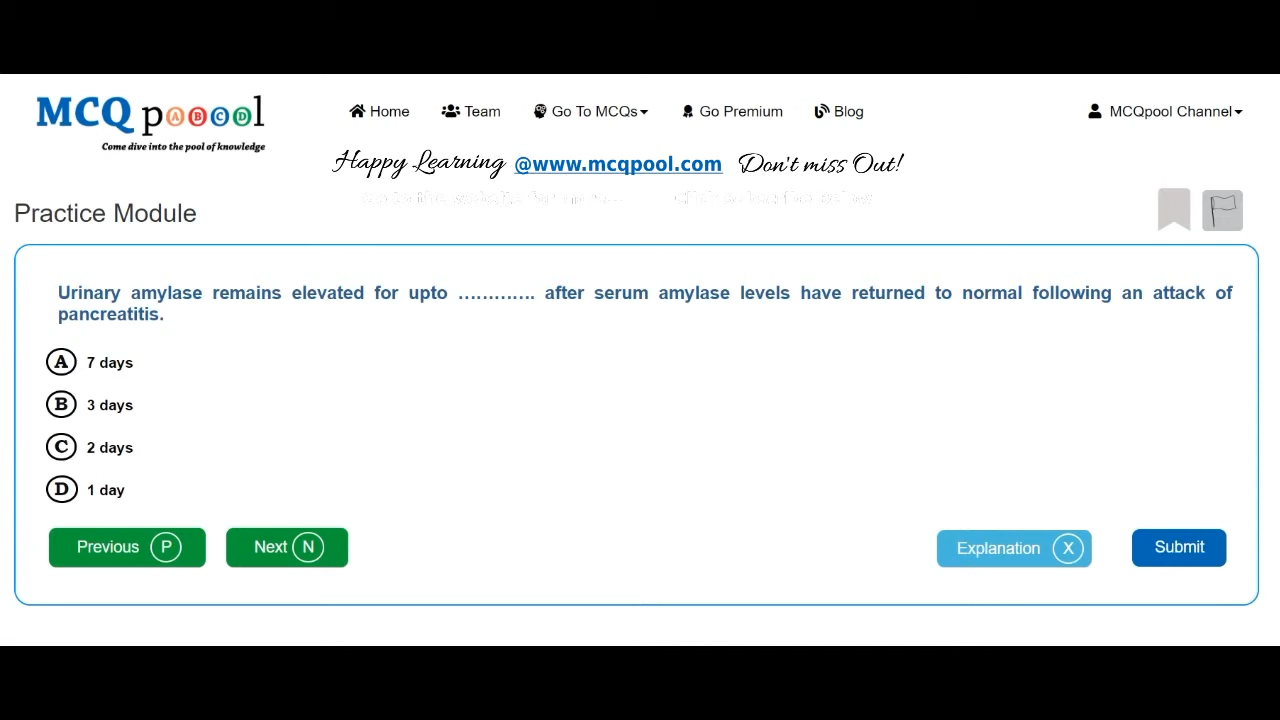 MCQ pABCDl
Come dive into the pool of knowledge
Home Team Go To MCQs Go Premium Blog MCQpool Channel
Happy Learning @www.mcqpool.com Don't miss Out!
Practice Module
Urinary amylase remains elevated for upto …………. after serum amylase levels have returned to normal following an attack of
pancreatitis.
A 7 days
B 3 days
C 2 days
D 1 day
Previous P Next N Explanation X Submit